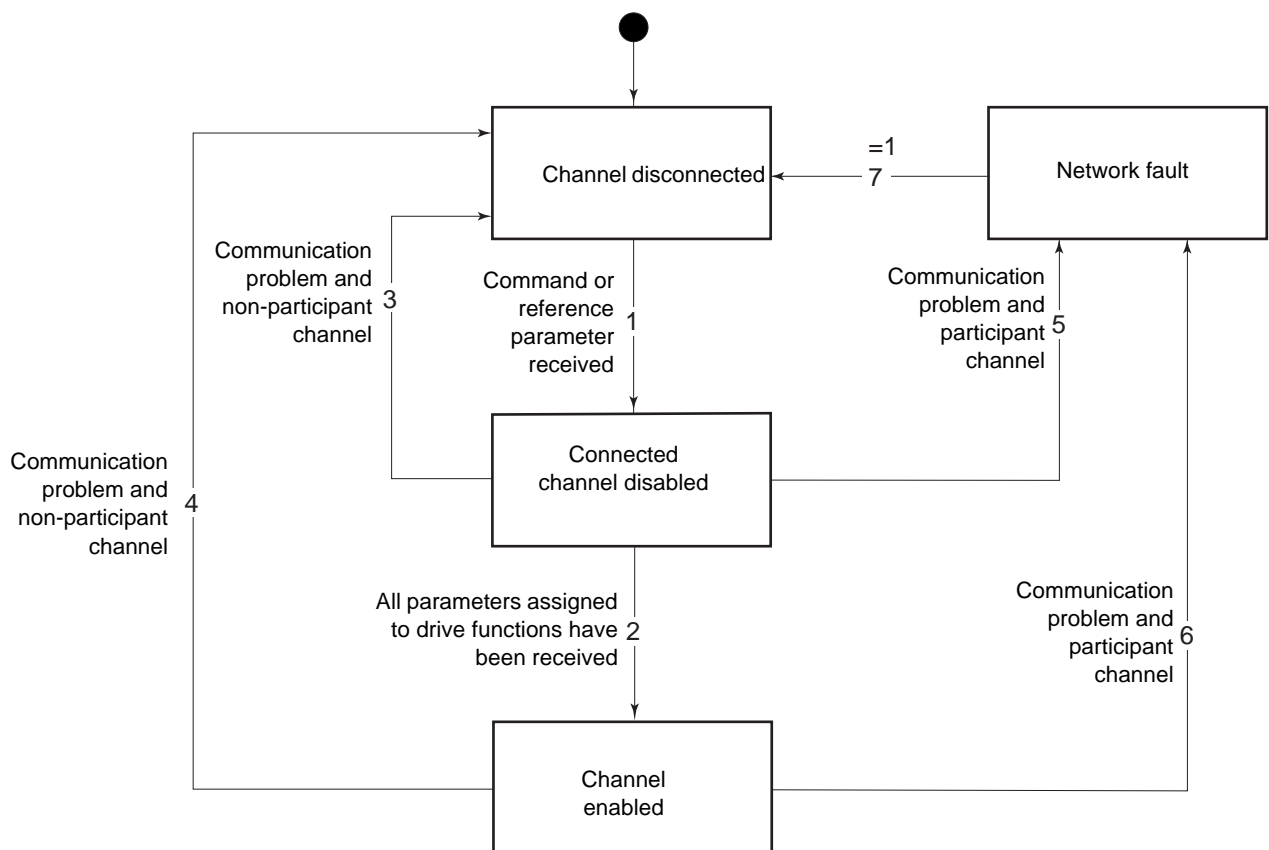 Channel disconnected
=1
7
Network fault
Communication
problem and
non-participant
channel
3
Command or
reference
parameter
received
1
Communication
problem and
participant
channel
5
Connected
channel disabled
Communication
problem and
non-participant
channel
4
All parameters assigned
to drive functions have
been received
2
Communication
problem and
participant
channel
6
Channel
enabled